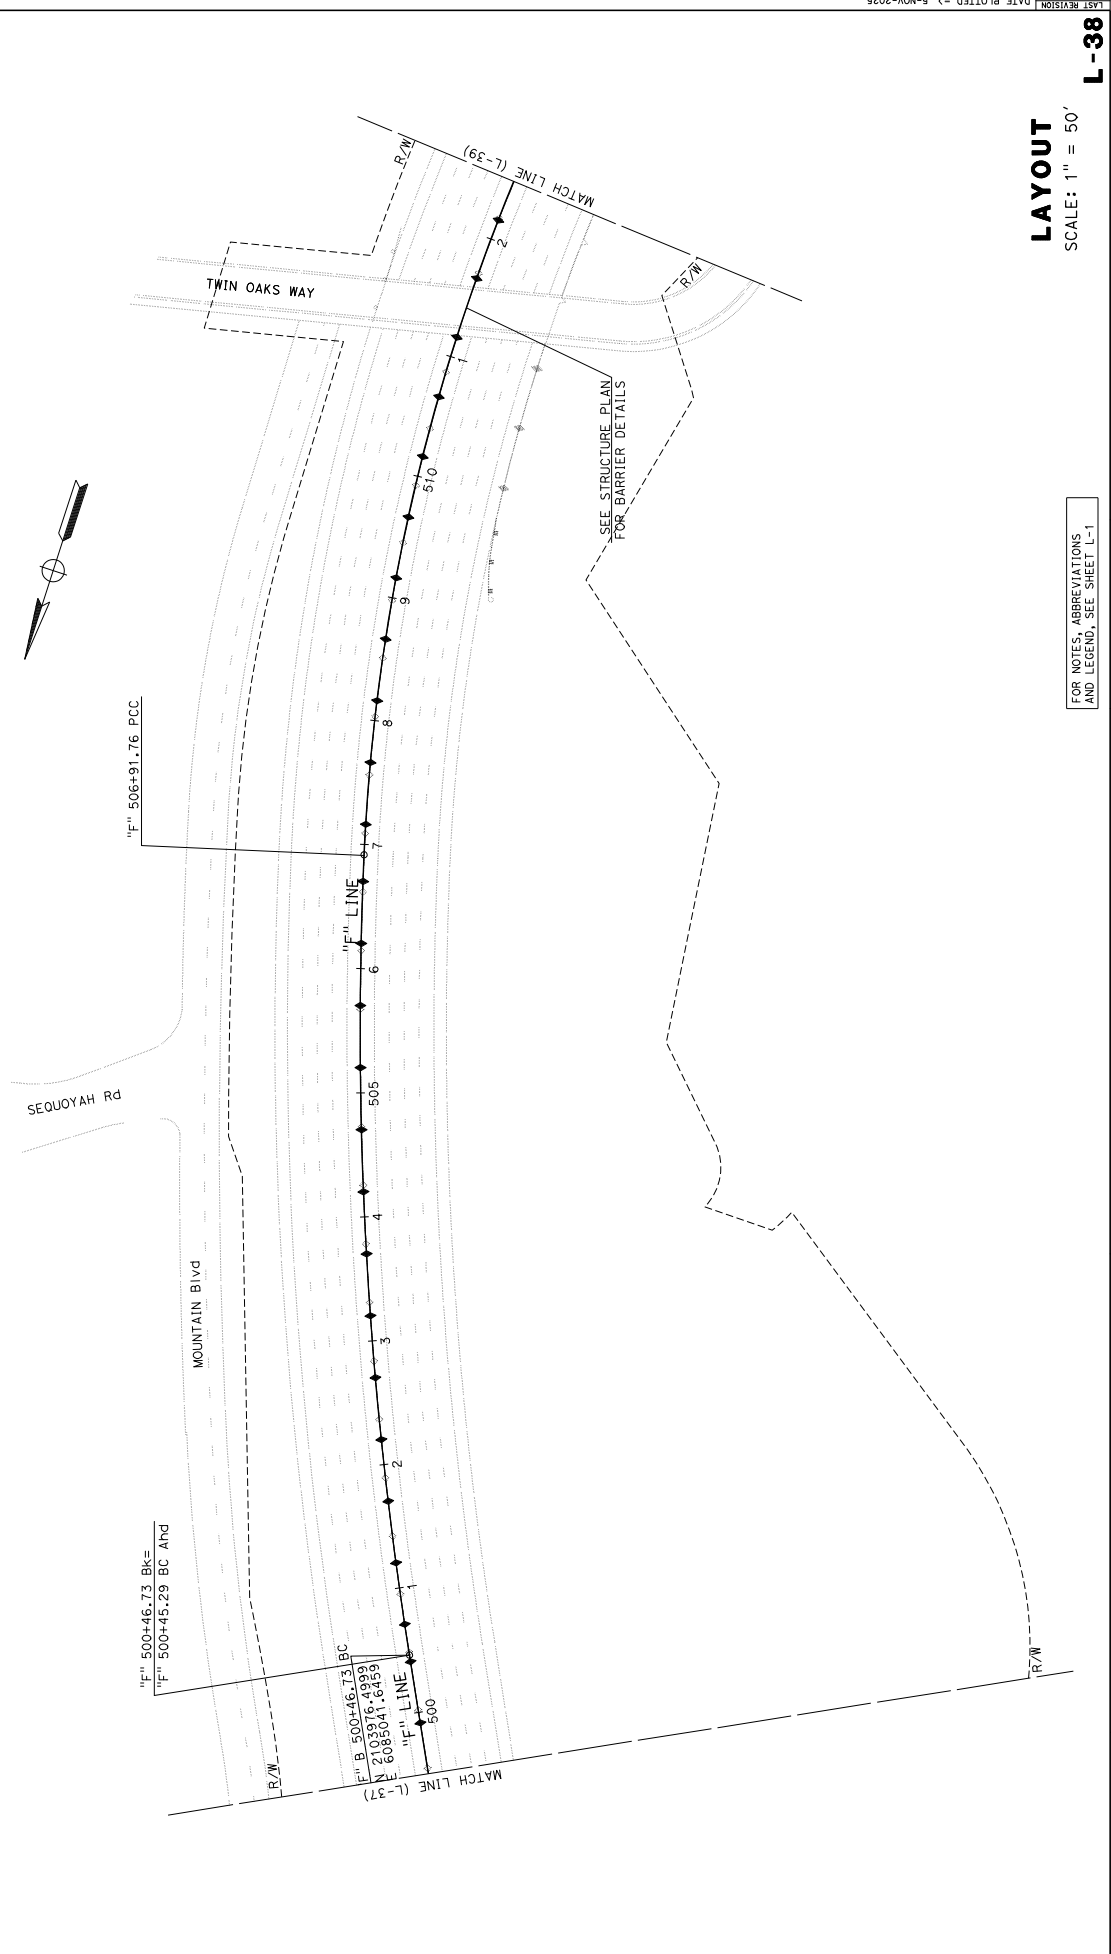 LAST REVISION
DATE PLOTTED => 5-NOV-2025
L-38
LAYOUT
SCALE: 1" = 50'
R/W
MATCH LINE (L-39)
2
TWIN OAKS WAY
R/W
1
SEE STRUCTURE PLAN
FOR BARRIER DETAILS
510
9
FOR NOTES, ABBREVIATIONS
AND LEGEND, SEE SHEET L-1
8
"F" 506+91.76 PCC
7
"F" LINE
6
505
SEQUOYAH Rd
4
MOUNTAIN Blvd
3
2
"F" 500+46.73 Bk=
"F" 500+45.29 BC Ahd
1
F" B 500+46.73 BC
N 2103976.4999
E 6085041.6459
"F" LINE
500
R/W
R/W
MATCH LINE (L-37)